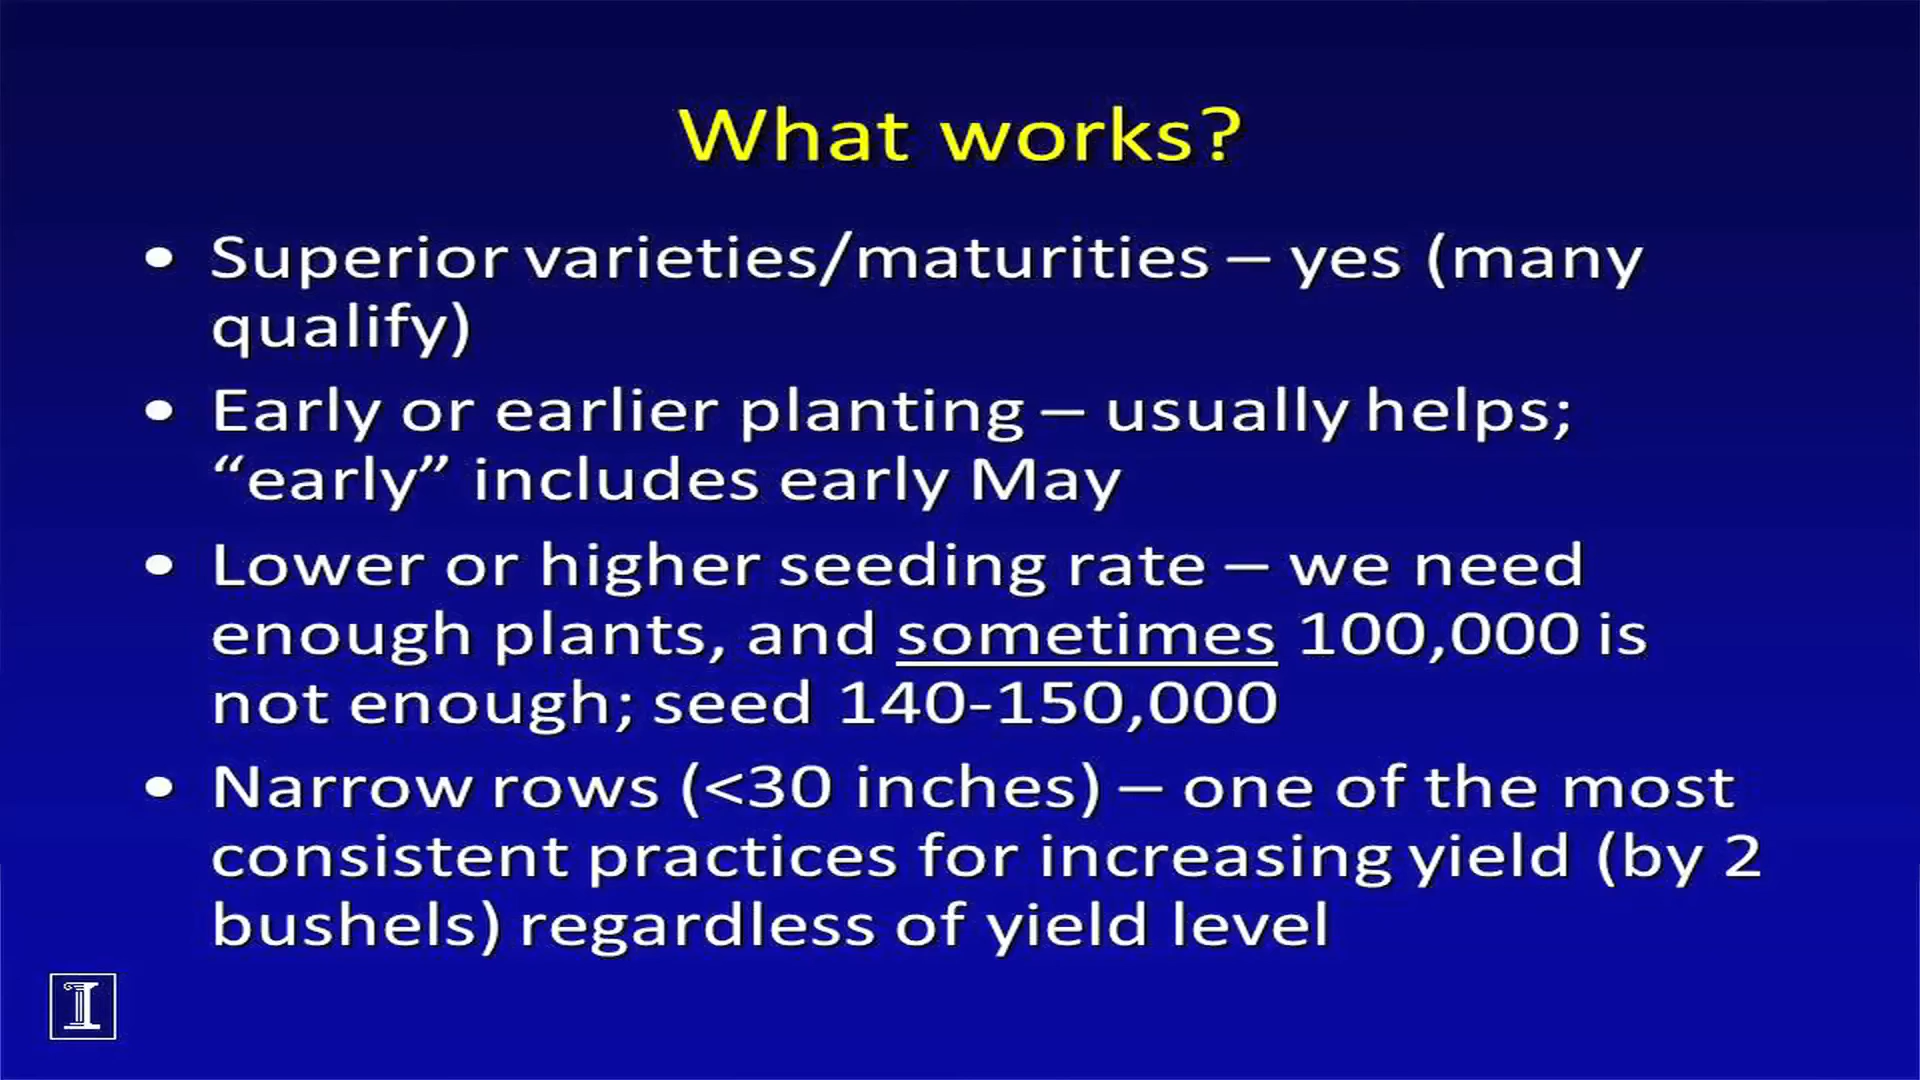 What works?
• Superior varieties/maturities – yes (many
qualify)
• Early or earlier planting – usually helps;
“early” includes early May
• Lower or higher seeding rate – we need
enough plants, and sometimes 100,000 is
not enough; seed 140-150,000
• Narrow rows (<30 inches) – one of the most
consistent practices for increasing yield (by 2
bushels) regardless of yield level
I